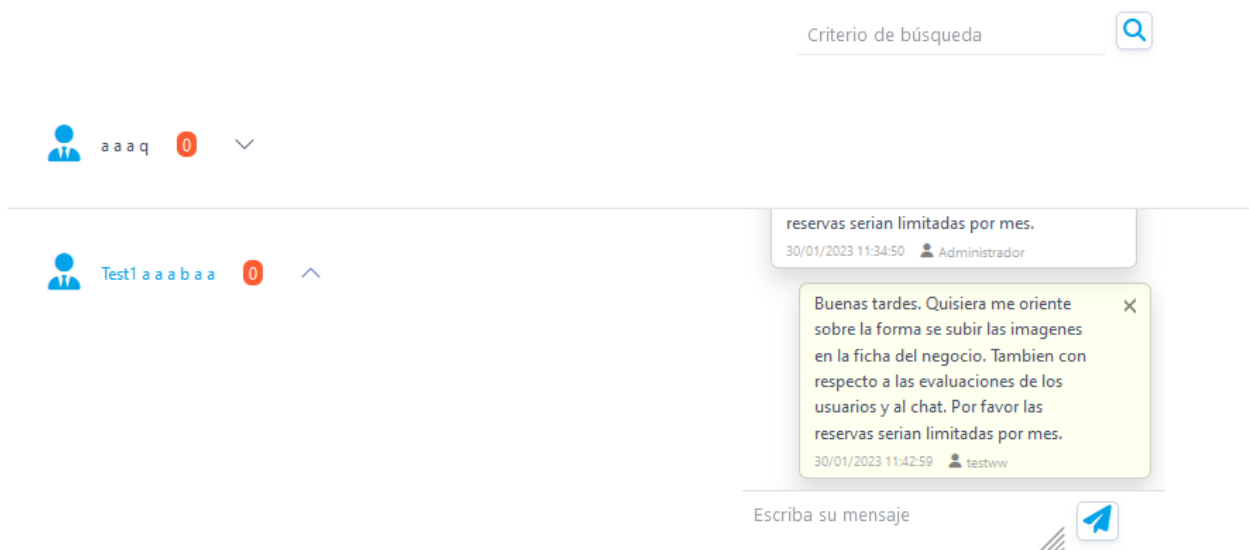 Criterio de búsqueda
a a a q 0
reservas serian limitadas por mes.
30/01/2023 11:34:50 Administrador
Test1 a a a b a a 0
Buenas tardes. Quisiera me oriente
sobre la forma se subir las imagenes
en la ficha del negocio. Tambien con
respecto a las evaluaciones de los
usuarios y al chat. Por favor las
reservas serian limitadas por mes.
30/01/2023 11:42:59 testww
Escriba su mensaje